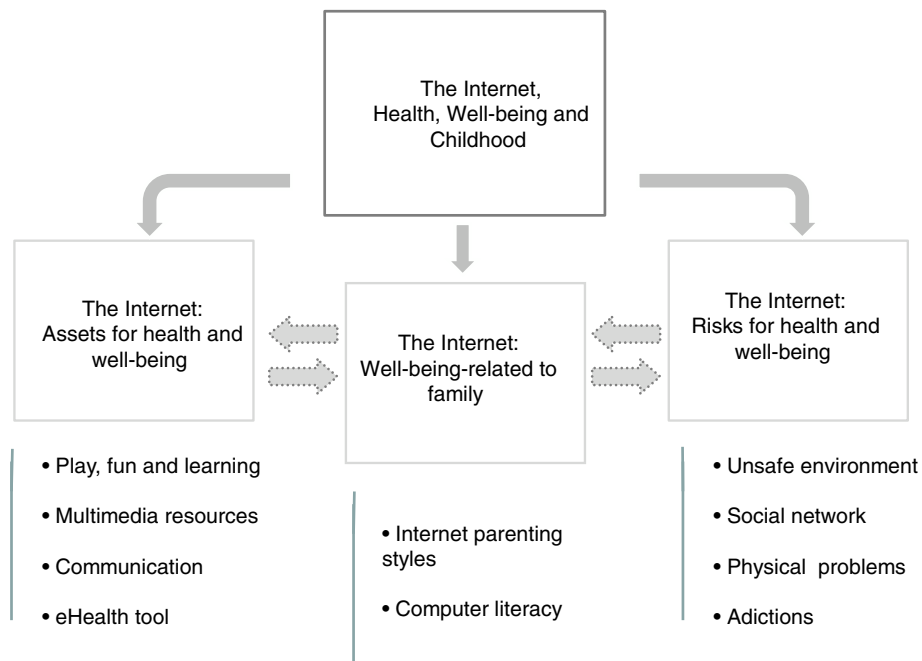 The Internet,
Health, Well-being and
Childhood
The Internet:
Assets for health and
well-being
The Internet:
Well-being-related to
family
The Internet:
Risks for health and
well-being
• Play, fun and learning
• Multimedia resources
• Communication
• eHealth tool
• Internet parenting
styles
• Computer literacy
• Unsafe environment
• Social network
• Physical problems
• Adictions